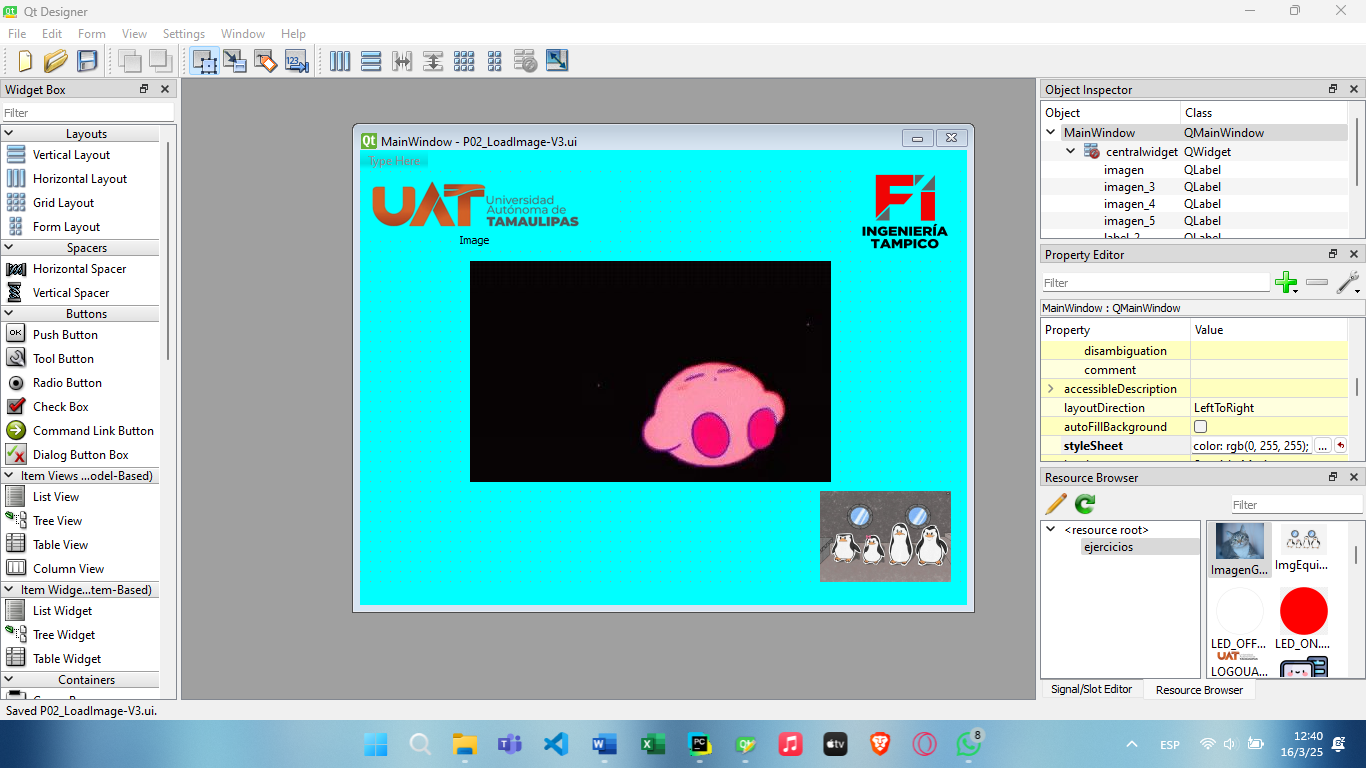 Qt Designer
File Edit Form View Settings Window Help
Widget Box
Filter
Layouts
Vertical Layout
Horizontal Layout
Grid Layout
Form Layout
Spacers
Horizontal Spacer
Vertical Spacer
Buttons
OK Push Button
Tool Button
Radio Button
Check Box
Command Link Button
Dialog Button Box
Item Views ...odel-Based)
List View
Tree View
Table View
Column View
Item Widge...tem-Based)
List Widget
Tree Widget
Table Widget
Containers
Saved P02_LoadImage-V3.ui.
Qt MainWindow - P02_LoadImage-V3.ui
Type Here
UAT Universidad
Autónoma de
TAMAULIPAS
Image
FI
INGENIERÍA
TAMPICO
Object Inspector
Object Class
MainWindow QMainWindow
centralwidget QWidget
imagen QLabel
imagen_3 QLabel
imagen_4 QLabel
imagen_5 QLabel
label_2 QLabel
Property Editor
Filter
MainWindow : QMainWindow
Property Value
disambiguation
comment
accessibleDescription
layoutDirection LeftToRight
autoFillBackground
styleSheet color: rgb(0, 255, 255); ...
Resource Browser
Filter
<resource root>
ejercicios
ImagenG... ImgEqui...
LED_OFF... LED_ON....
UAT
LOGOUA...
Signal/Slot Editor Resource Browser
8
ESP
12:40
16/3/25